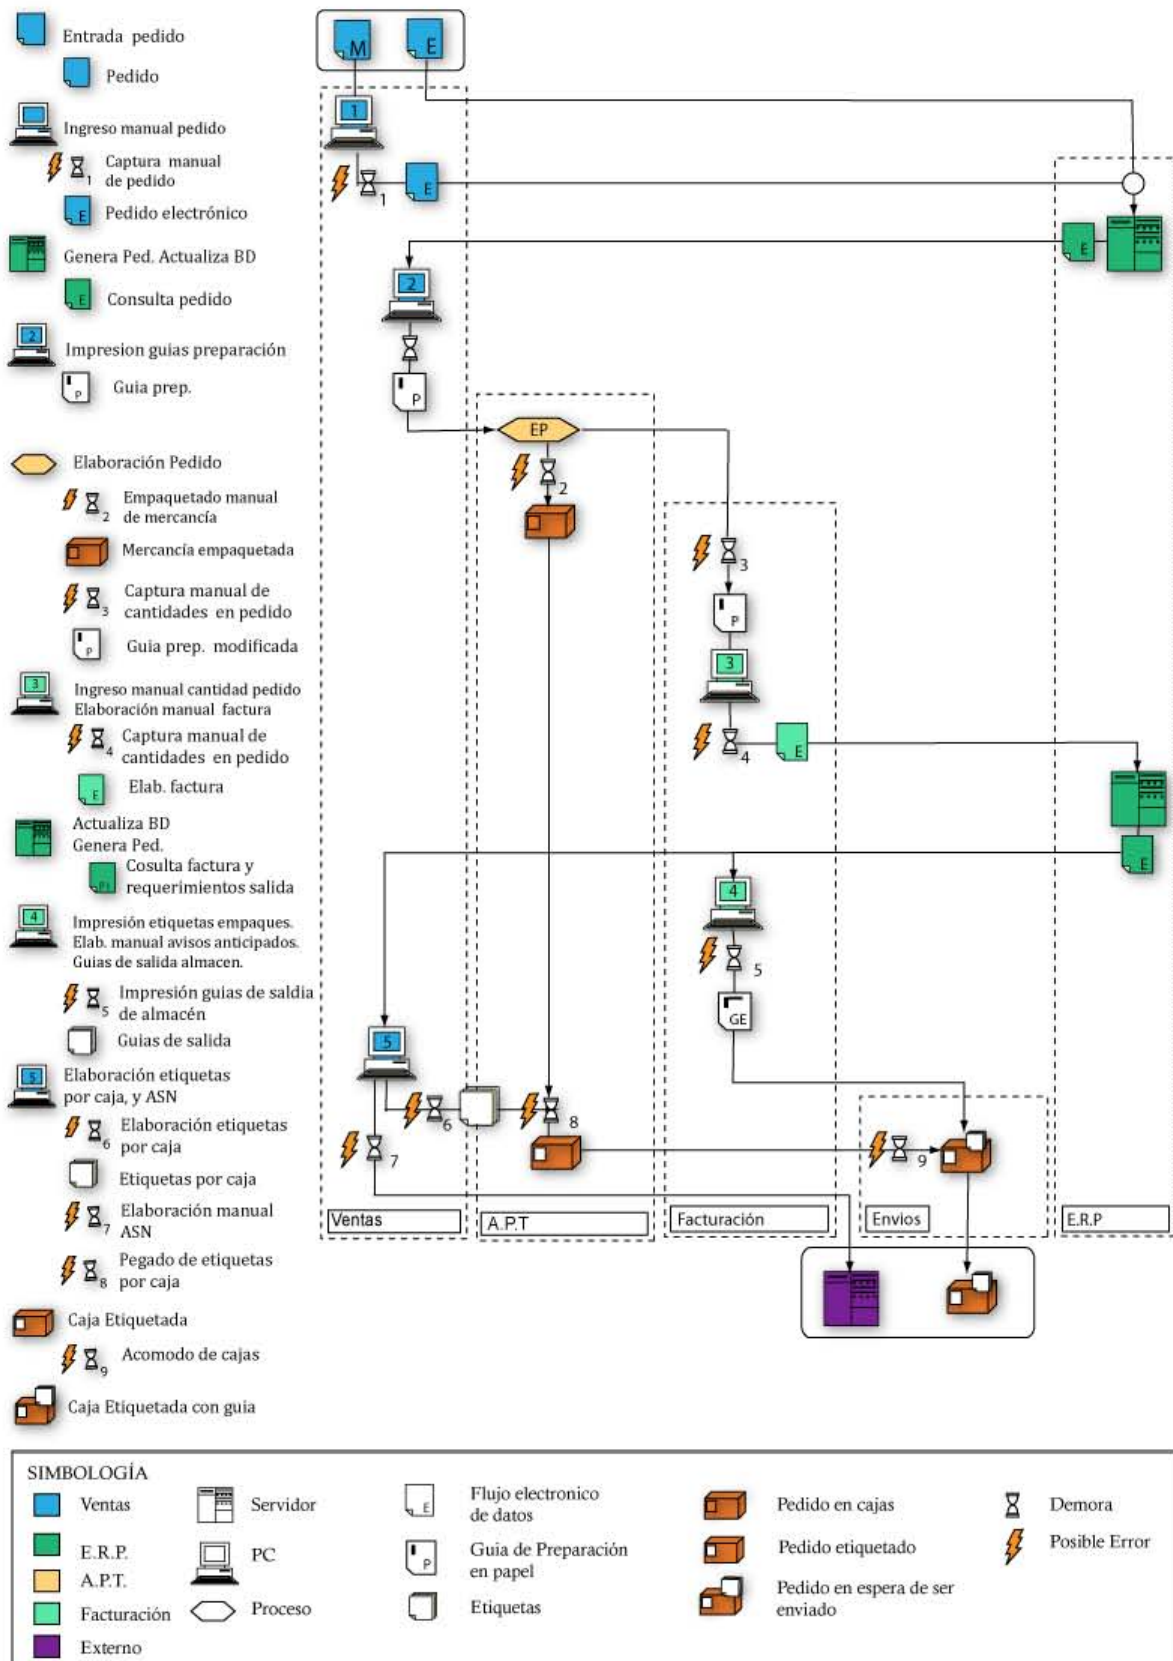 Entrada pedido
Pedido
Ingreso manual pedido
1
Captura manual
de pedido
E
Pedido electrónico
Genera Ped. Actualiza BD
E
Consulta pedido
2
Impresion guias preparación
P
Guia prep.
Elaboración Pedido
2
Empaquetado manual
de mercancía
Mercancía empaquetada
3
Captura manual de
cantidades en pedido
P
Guia prep. modificada
3
Ingreso manual cantidad pedido
Elaboración manual factura
4
Captura manual de
cantidades en pedido
E
Elab. factura
Actualiza BD
Genera Ped.
Cosulta factura y
requerimientos salida
4
Impresión etiquetas empaques.
Elab. manual avisos anticipados.
Guias de salida almacen.
5
Impresión guias de saldia
de almacén
Guias de salida
5
Elaboración etiquetas
por caja, y ASN
6
Elaboración etiquetas
por caja
Etiquetas por caja
7
Elaboración manual
ASN
8
Pegado de etiquetas
por caja
Caja Etiquetada
9
Acomodo de cajas
Caja Etiquetada con guia
M
E
1
1
E
E
2
P
EP
2
3
P
3
4
E
E
4
5
GE
5
6
8
7
9
Ventas
A.P.T
Facturación
Envios
E.R.P
SIMBOLOGÍA
Ventas
E.R.P.
A.P.T.
Facturación
Externo
Servidor
PC
Proceso
E
Flujo electronico
de datos
P
Guia de Preparación
en papel
Etiquetas
Pedido en cajas
Pedido etiquetado
Pedido en espera de ser
enviado
Demora
Posible Error